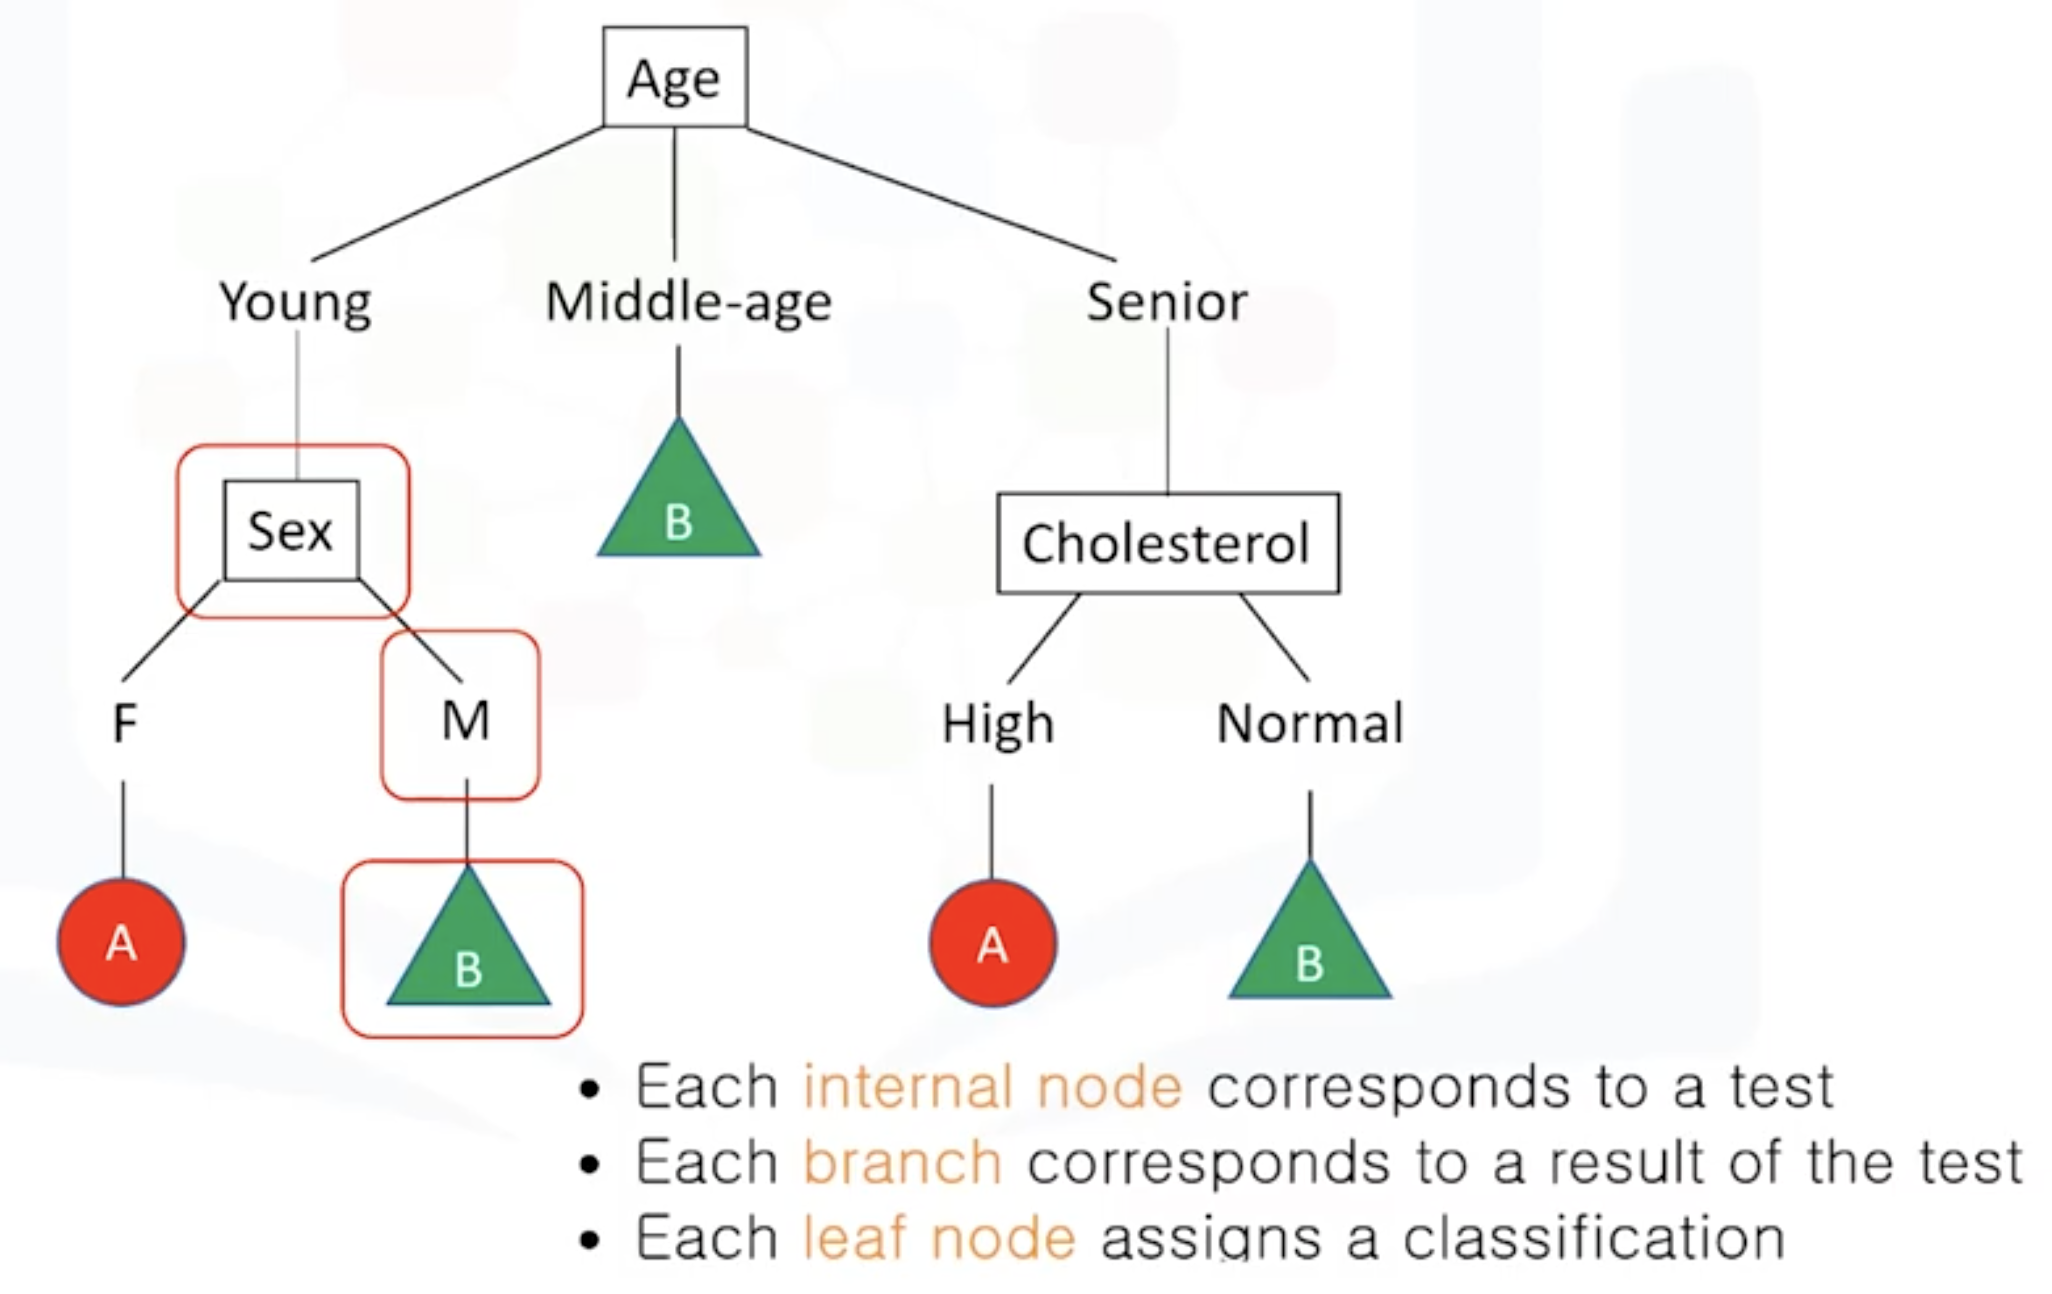 Age
Young Middle-age Senior
B
Sex Cholesterol
F M High Normal
A B A B
• Each internal node corresponds to a test
• Each branch corresponds to a result of the test
• Each leaf node assigns a classification